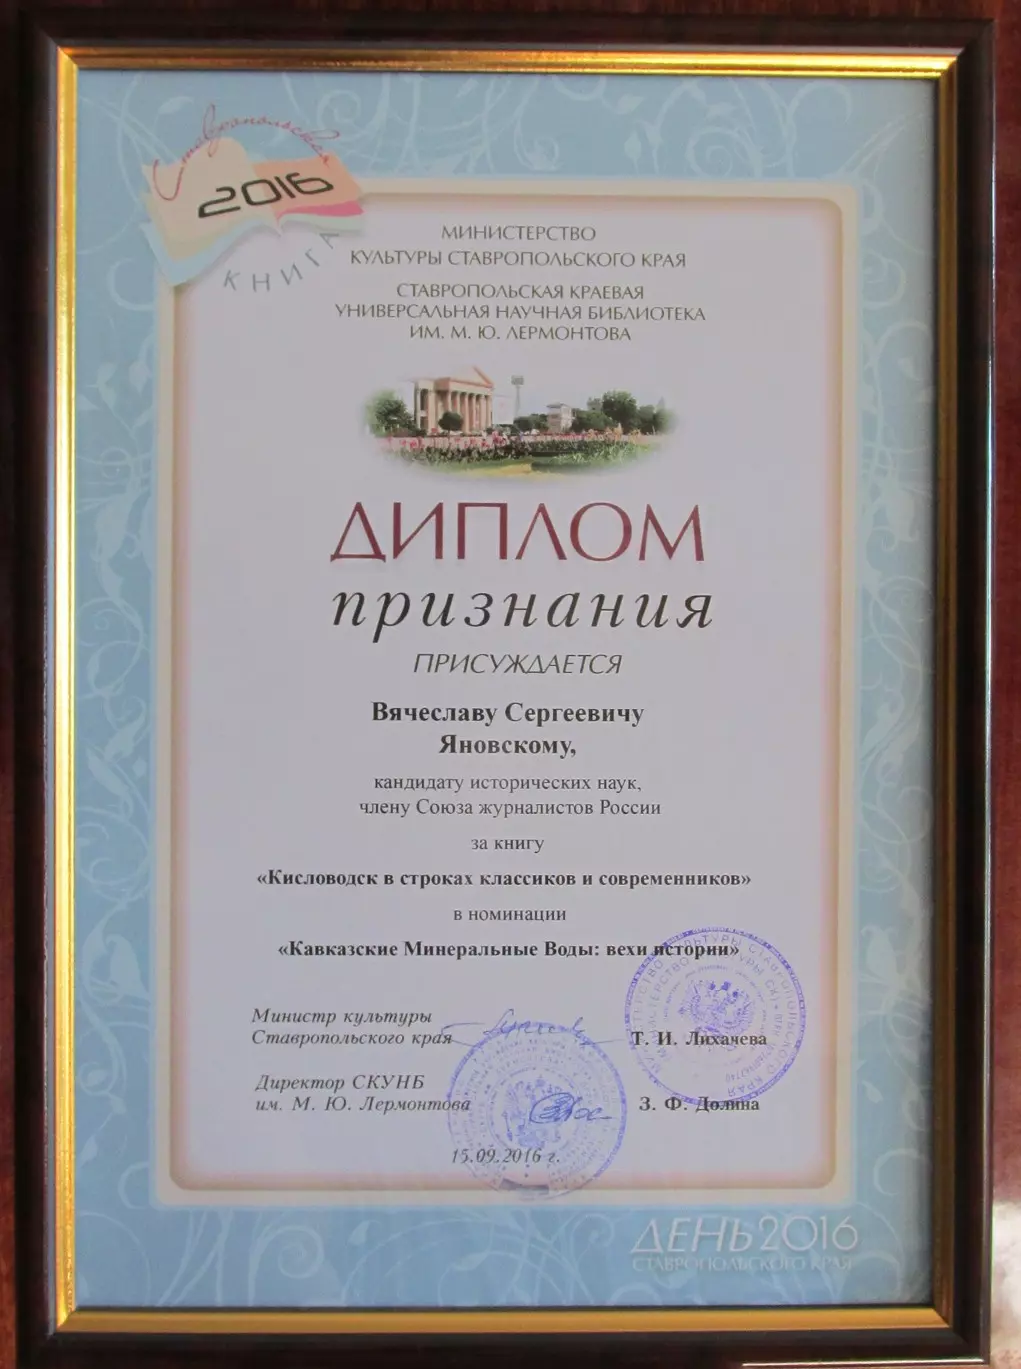 Ставропольская
2016
КНИГА
МИНИСТЕРСТВО
КУЛЬТУРЫ СТАВРОПОЛЬСКОГО КРАЯ
СТАВРОПОЛЬСКАЯ КРАЕВАЯ
УНИВЕРСАЛЬНАЯ НАУЧНАЯ БИБЛИОТЕКА
ИМ. М. Ю. ЛЕРМОНТОВА
ДИПЛОМ
признания
ПРИСУЖДАЕТСЯ
Вячеславу Сергеевичу
Яновскому,
кандидату исторических наук,
члену Союза журналистов России
за книгу
«Кисловодск в строках классиков и современников»
в номинации
«Кавказские Минеральные Воды: вехи истории»
Министр культуры
Ставропольского края
Т. И. Лихачева
Директор СКУНБ
им. М. Ю. Лермонтова
З. Ф. Долина
15.09.2016 г.
ДЕНЬ 2016
СТАВРОПОЛЬСКОГО КРАЯ